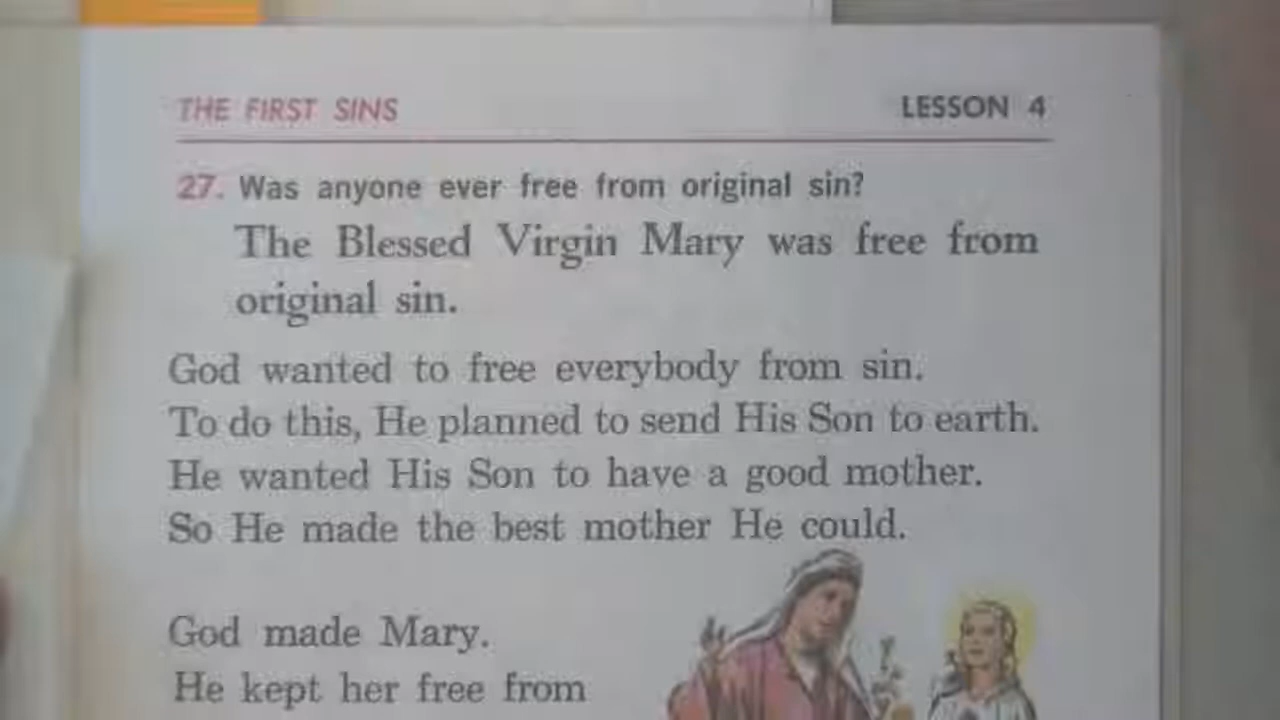 THE FIRST SINS LESSON 4
27. Was anyone ever free from original sin?
The Blessed Virgin Mary was free from
original sin.
God wanted to free everybody from sin.
To do this, He planned to send His Son to earth.
He wanted His Son to have a good mother.
So He made the best mother He could.
God made Mary.
He kept her free from